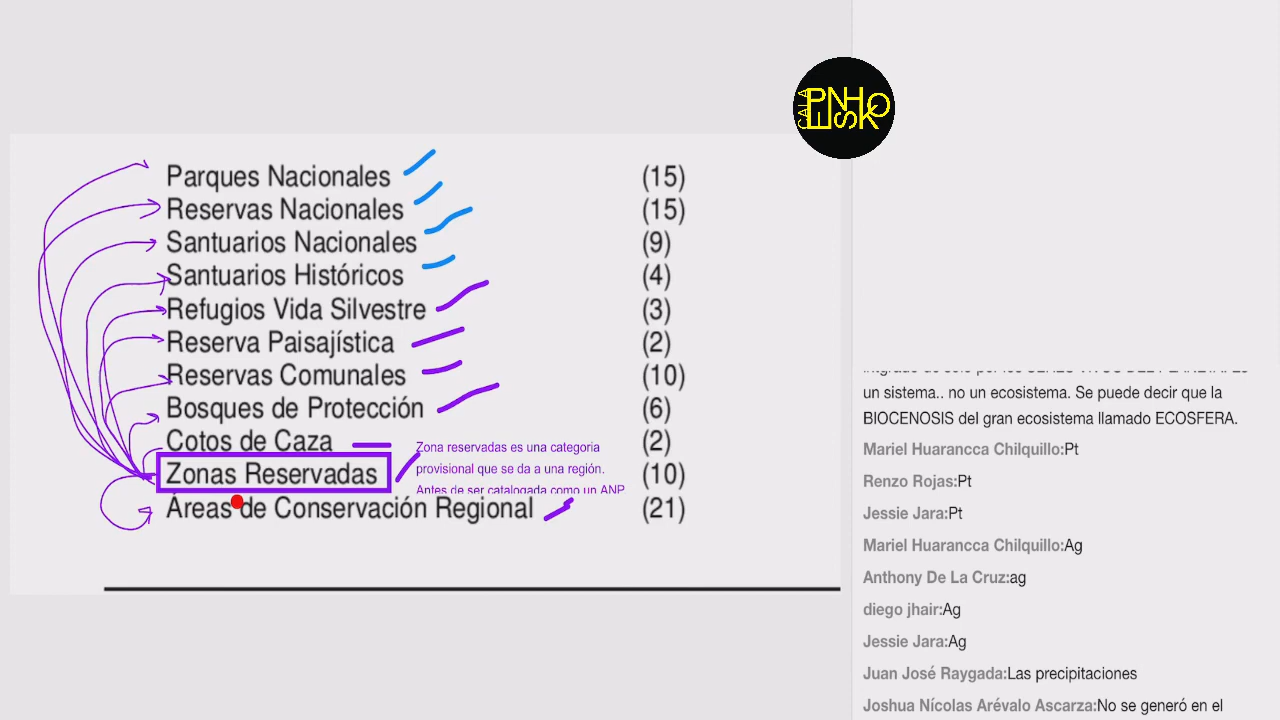 Parques Nacionales (15)
Reservas Nacionales (15)
Santuarios Nacionales (9)
Santuarios Históricos (4)
Refugios Vida Silvestre (3)
Reserva Paisajística (2)
Reservas Comunales (10)
Bosques de Protección (6)
Cotos de Caza (2)
Zona reservadas es una categoria
provisional que se da a una región.
Antes de ser catalogada como un ANP
Zonas Reservadas (10)
Áreas de Conservación Regional (21)
CALA
PNH
ESKO
un sistema.. no un ecosistema. Se puede decir que la
BIOCENOSIS del gran ecosistema llamado ECOSFERA.
Mariel Huarancca Chilquillo:Pt
Renzo Rojas:Pt
Jessie Jara:Pt
Mariel Huarancca Chilquillo:Ag
Anthony De La Cruz:ag
diego jhair:Ag
Jessie Jara:Ag
Juan José Raygada:Las precipitaciones
Joshua Nícolas Arévalo Ascarza:No se generó en el